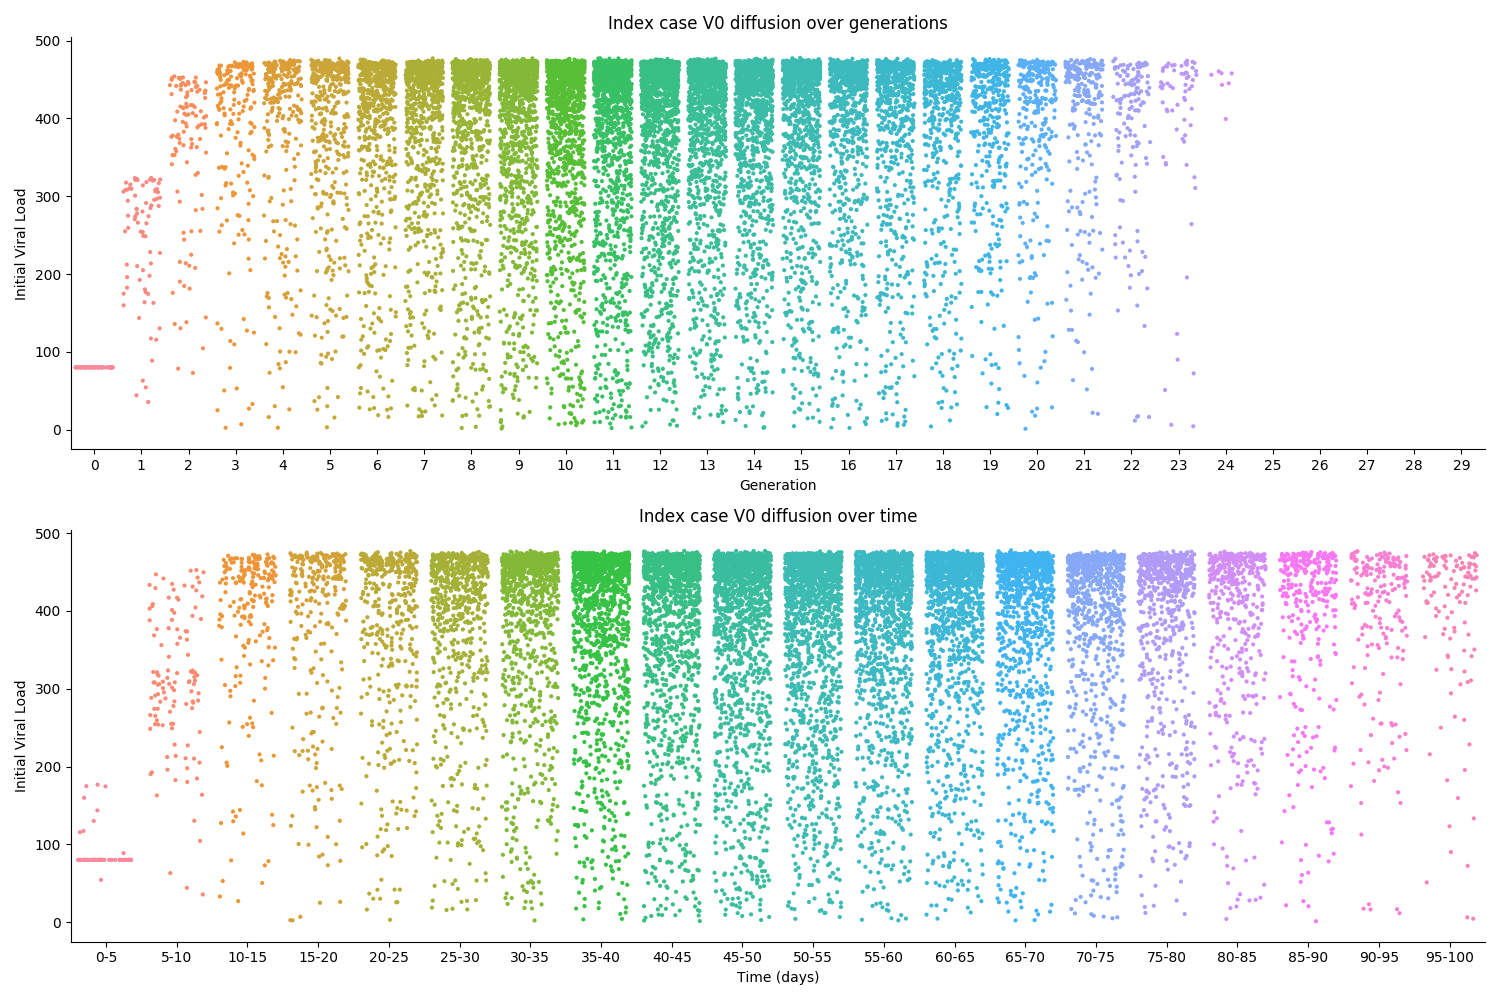 Index case V0 diffusion over generations
500
400
300
200
100
0
Initial Viral Load
0 1 2 3 4 5 6 7 8 9 10 11 12 13 14 15 16 17 18 19 20 21 22 23 24 25 26 27 28 29
Generation
Index case V0 diffusion over time
500
400
300
200
100
0
Initial Viral Load
0-5 5-10 10-15 15-20 20-25 25-30 30-35 35-40 40-45 45-50 50-55 55-60 60-65 65-70 70-75 75-80 80-85 85-90 90-95 95-100
Time (days)